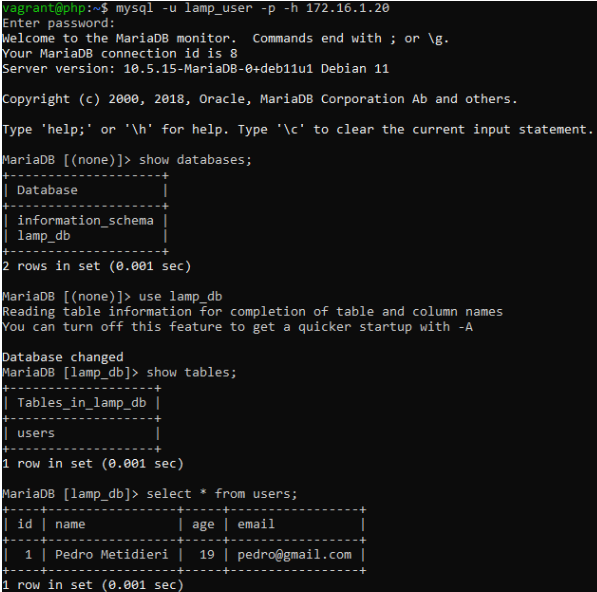 vagrant@php:~$ mysql -u lamp_user -p -h 172.16.1.20
Enter password:
Welcome to the MariaDB monitor.  Commands end with ; or \g.
Your MariaDB connection id is 8
Server version: 10.5.15-MariaDB-0+deb11u1 Debian 11

Copyright (c) 2000, 2018, Oracle, MariaDB Corporation Ab and others.

Type 'help;' or '\h' for help. Type '\c' to clear the current input statement.

MariaDB [(none)]> show databases;
+--------------------+
| Database           |
+--------------------+
| information_schema |
| lamp_db            |
+--------------------+
2 rows in set (0.001 sec)

MariaDB [(none)]> use lamp_db
Reading table information for completion of table and column names
You can turn off this feature to get a quicker startup with -A

Database changed
MariaDB [lamp_db]> show tables;
+-------------------+
| Tables_in_lamp_db |
+-------------------+
| users             |
+-------------------+
1 row in set (0.001 sec)

MariaDB [lamp_db]> select * from users;
+----+-----------------+-----+-----------------+
| id | name            | age | email           |
+----+-----------------+-----+-----------------+
|  1 | Pedro Metidieri |  19 | pedro@gmail.com |
+----+-----------------+-----+-----------------+
1 row in set (0.001 sec)